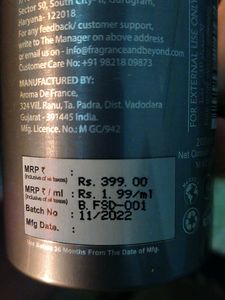 Sector 50, South City-II, Gurugram,
Haryana- 122018
For any feedback/ customer support,
write to The Manager on above address
or email us on - info@fragranceandbeyond.com
Customer Care No: +91 98218 09873
MANUFACTURED BY:
Aroma De France,
324 Vill. Ranu, Ta. Padra, Dist. Vadodara
Gujarat - 391445 India.
Mfg. Licence. No.: M GC/942
MRP ₹ : Rs. 399.00
(Inclusive of all taxes)
MRP ₹ / ml : Rs. 1.99/ml
(Inclusive of all taxes)
Batch No : B.FSD-001
Mfg Date. : 11/2022
Use Before 36 Months From The Date of Mfg.
FOR EXTERNAL USE ONLY